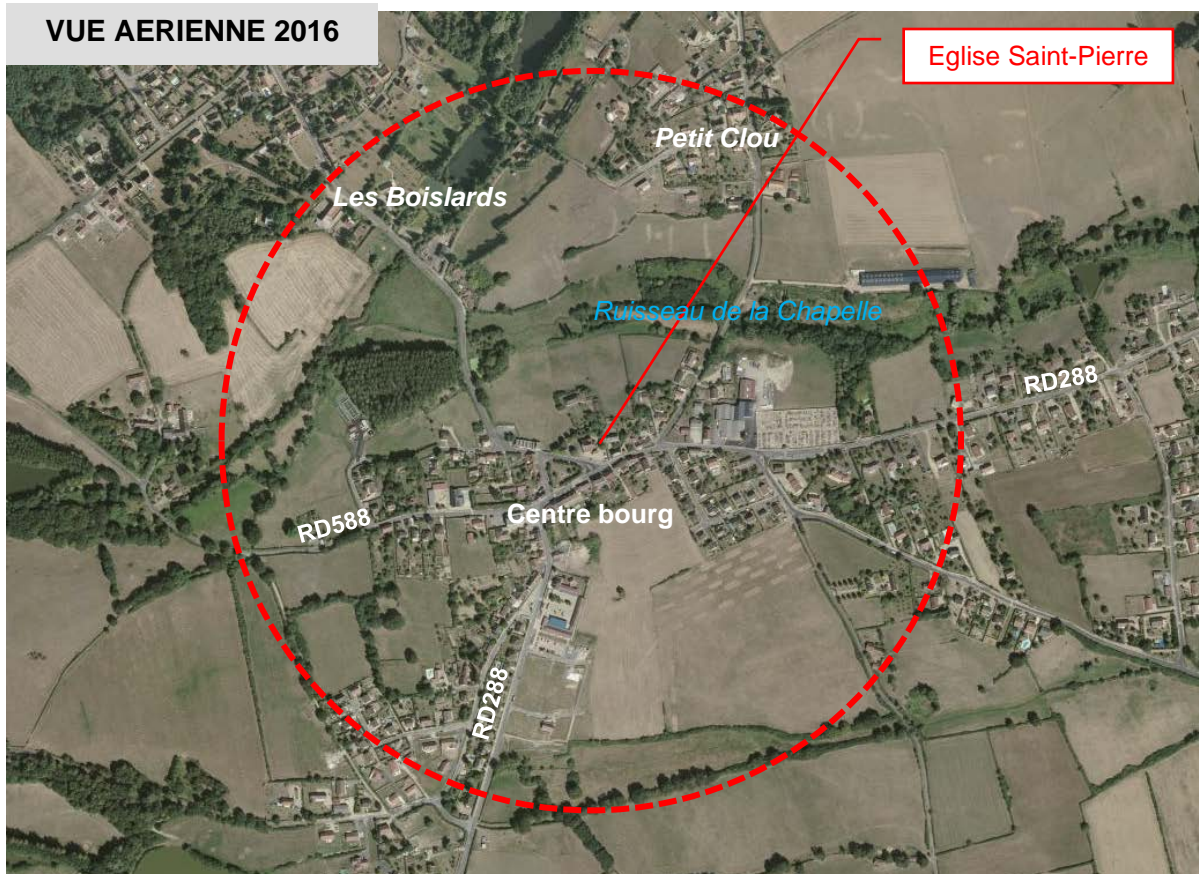 VUE AERIENNE 2016
Eglise Saint-Pierre
Petit Clou
Les Boislards
Ruisseau de la Chapelle
RD288
Centre bourg
RD588
RD288